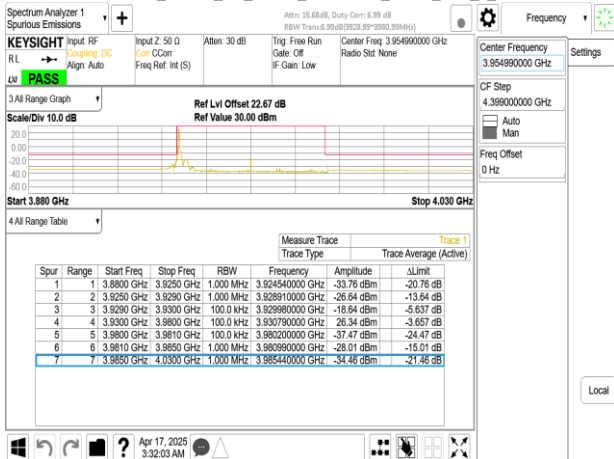 Spectrum Analyzer 1
Spurious Emissions
Attn: 15.68dB, Duty Corr: 6.99 dB
RBW Trans:6.99dB(3928.99~3980.99MHz)
Frequency
KEYSIGHT
RL
PASS
Input: RF
Coupling: DC
Align: Auto
Input Z: 50 Ω
Corr CCorr
Freq Ref: Int (S)
Atten: 30 dB
Trig: Free Run
Gate: Off
IF Gain: Low
Center Freq: 3.954990000 GHz
Radio Std: None
Center Frequency
3.954990000 GHz
Settings
CF Step
4.399000000 GHz
Auto
Man
Freq Offset
0 Hz
3 All Range Graph
Scale/Div 10.0 dB
Ref Lvl Offset 22.67 dB
Ref Value 30.00 dBm
20.0
0.00
-20.0
-40.0
-60.0
Start 3.880 GHz
Stop 4.030 GHz
4 All Range Table
Measure Trace Trace 1
Trace Type Trace Average (Active)
Spur Range Start Freq Stop Freq RBW Frequency Amplitude ΔLimit
1 1 3.8800 GHz 3.9250 GHz 1.000 MHz 3.924540000 GHz -33.76 dBm -20.76 dB
2 2 3.9250 GHz 3.9290 GHz 1.000 MHz 3.928910000 GHz -26.64 dBm -13.64 dB
3 3 3.9290 GHz 3.9300 GHz 100.0 kHz 3.929980000 GHz -18.64 dBm -5.637 dB
4 4 3.9300 GHz 3.9800 GHz 100.0 kHz 3.930790000 GHz 26.34 dBm -3.657 dB
5 5 3.9800 GHz 3.9810 GHz 100.0 kHz 3.980200000 GHz -37.47 dBm -24.47 dB
6 6 3.9810 GHz 3.9850 GHz 1.000 MHz 3.980990000 GHz -28.01 dBm -15.01 dB
7 7 3.9850 GHz 4.0300 GHz 1.000 MHz 3.985440000 GHz -34.46 dBm -21.46 dB
Local
Apr 17, 2025
3:32:03 AM